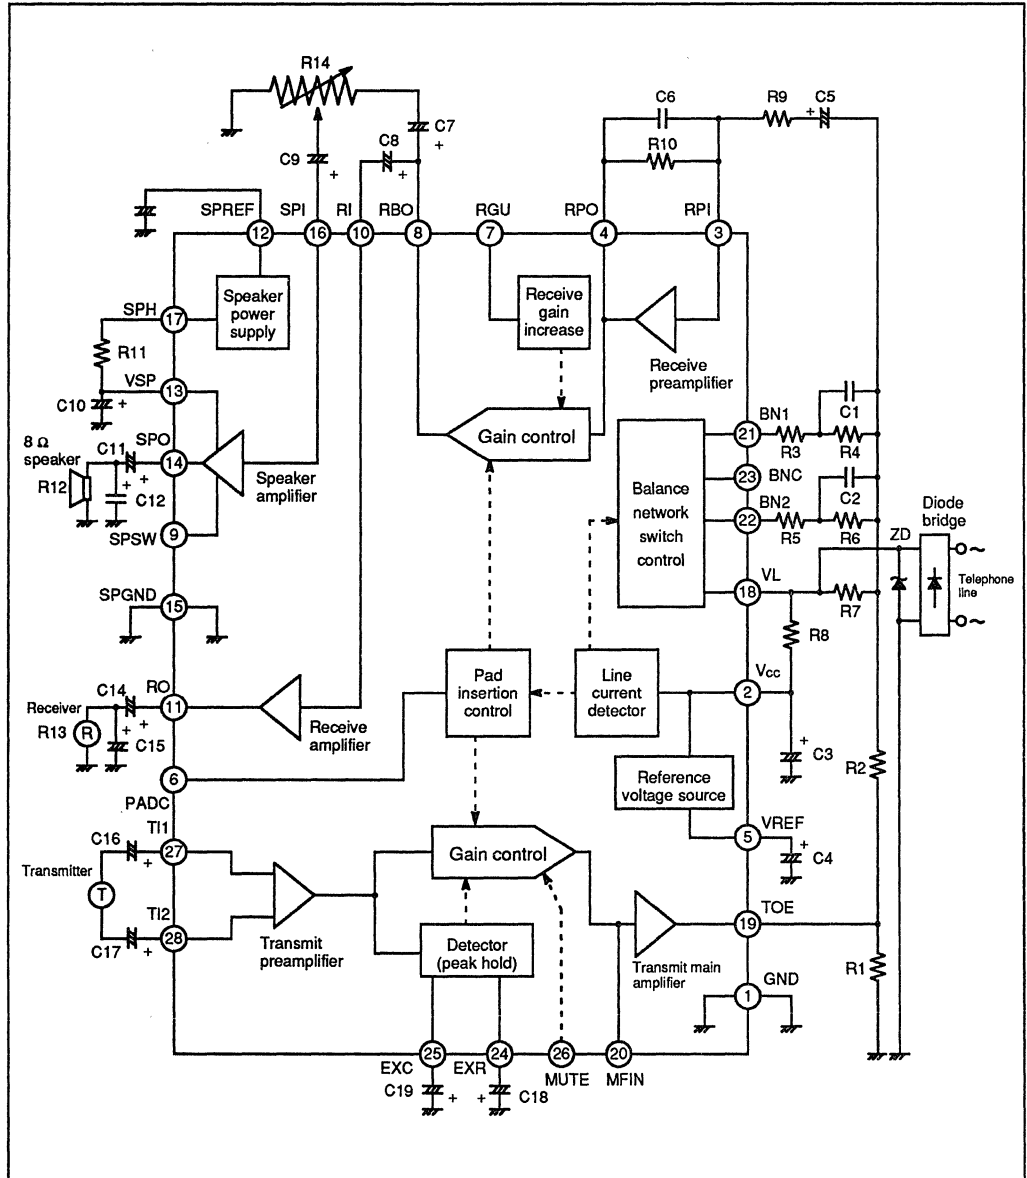 R14
C6
R9
C5
+
C7
+
C8
+
C9
+
R10
SPREF
SPI
RI
RBO
RGU
RPO
RPI
12
16
10
8
7
4
3
SPH
17
Speaker
power
supply
Receive
gain
increase
R11
Receive
preamplifier
VSP
13
C10
+
8 Ω
speaker
R12
C11
+
+
C12
SPO
14
Speaker
amplifier
SPSW
9
Gain control
Balance
network
switch
control
21
BN1
R3
C1
R4
23
BNC
22
BN2
R5
C2
R6
Diode
bridge
ZD
Telephone
line
~
~
18
VL
R7
R8
SPGND
15
Receiver
R13
R
C14
+
+
C15
RO
11
Receive
amplifier
Pad
insertion
control
Line
current
detector
2
Vcc
+
C3
R2
6
PADC
Reference
voltage source
5
VREF
+
C4
C16
+
TI1
27
Transmitter
T
C17
+
TI2
28
Transmit
preamplifier
Gain control
Detector
(peak hold)
Transmit main
amplifier
19
TOE
R1
1
GND
25
24
26
20
EXC
EXR
MUTE
MFIN
C19
+
+
C18